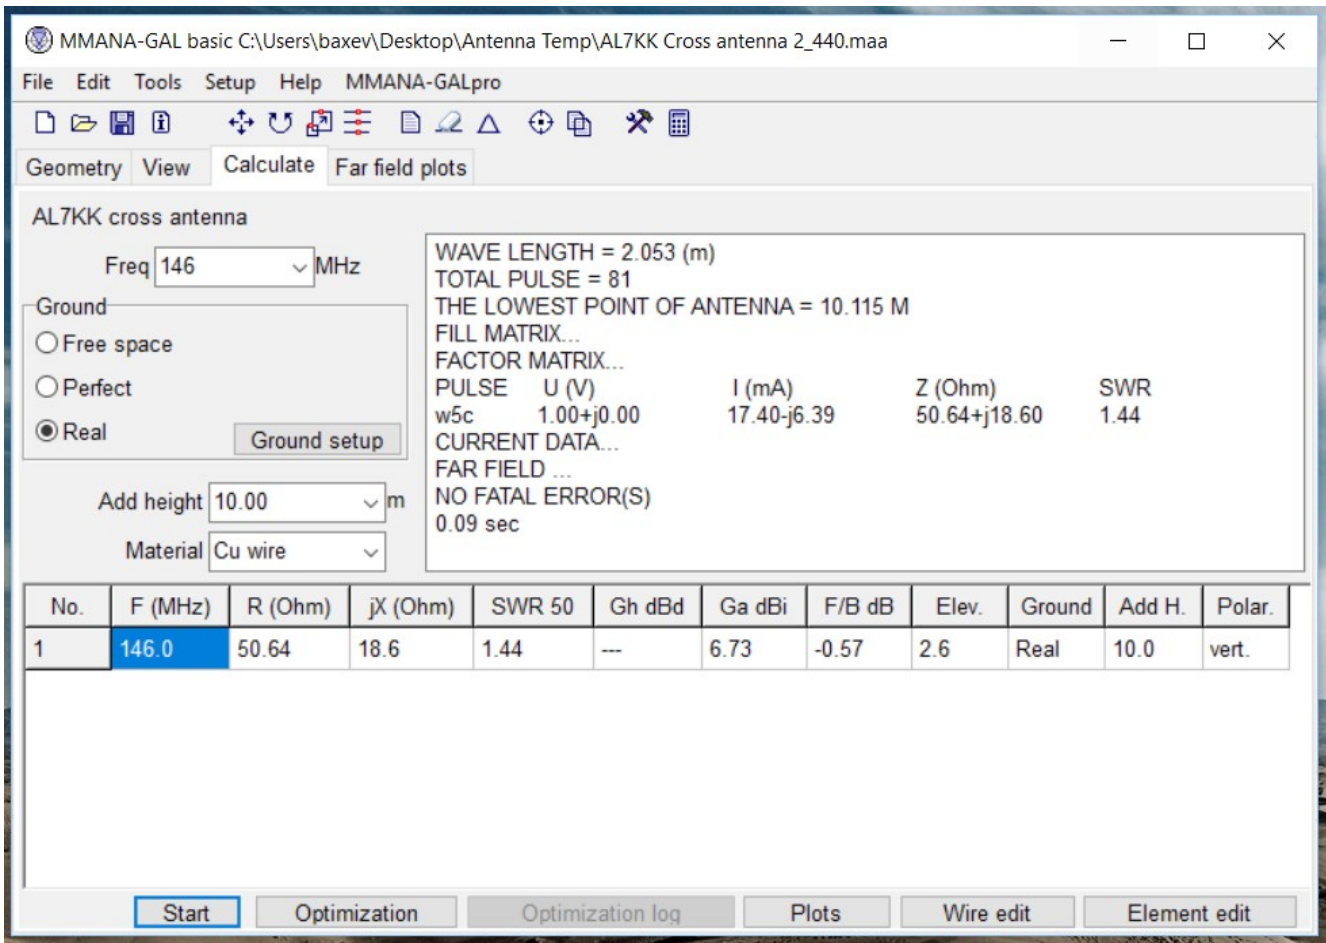 MMANA-GAL basic C:\Users\baxev\Desktop\Antenna Temp\AL7KK Cross antenna 2_440.maa
File Edit Tools Setup Help MMANA-GALpro
Geometry View Calculate Far field plots
AL7KK cross antenna
Freq 146 MHz
Ground
Free space
Perfect
Real Ground setup
Add height 10.00 m
Material Cu wire
WAVE LENGTH = 2.053 (m)
TOTAL PULSE = 81
THE LOWEST POINT OF ANTENNA = 10.115 M
FILL MATRIX...
FACTOR MATRIX...
PULSE U (V) I (mA) Z (Ohm) SWR
w5c 1.00+j0.00 17.40-j6.39 50.64+j18.60 1.44
CURRENT DATA...
FAR FIELD ...
NO FATAL ERROR(S)
0.09 sec
No. F (MHz) R (Ohm) jX (Ohm) SWR 50 Gh dBd Ga dBi F/B dB Elev. Ground Add H. Polar.
1 146.0 50.64 18.6 1.44 --- 6.73 -0.57 2.6 Real 10.0 vert.
Start Optimization Optimization log Plots Wire edit Element edit